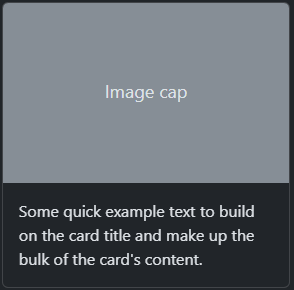 Image cap
Some quick example text to build
on the card title and make up the
bulk of the card's content.